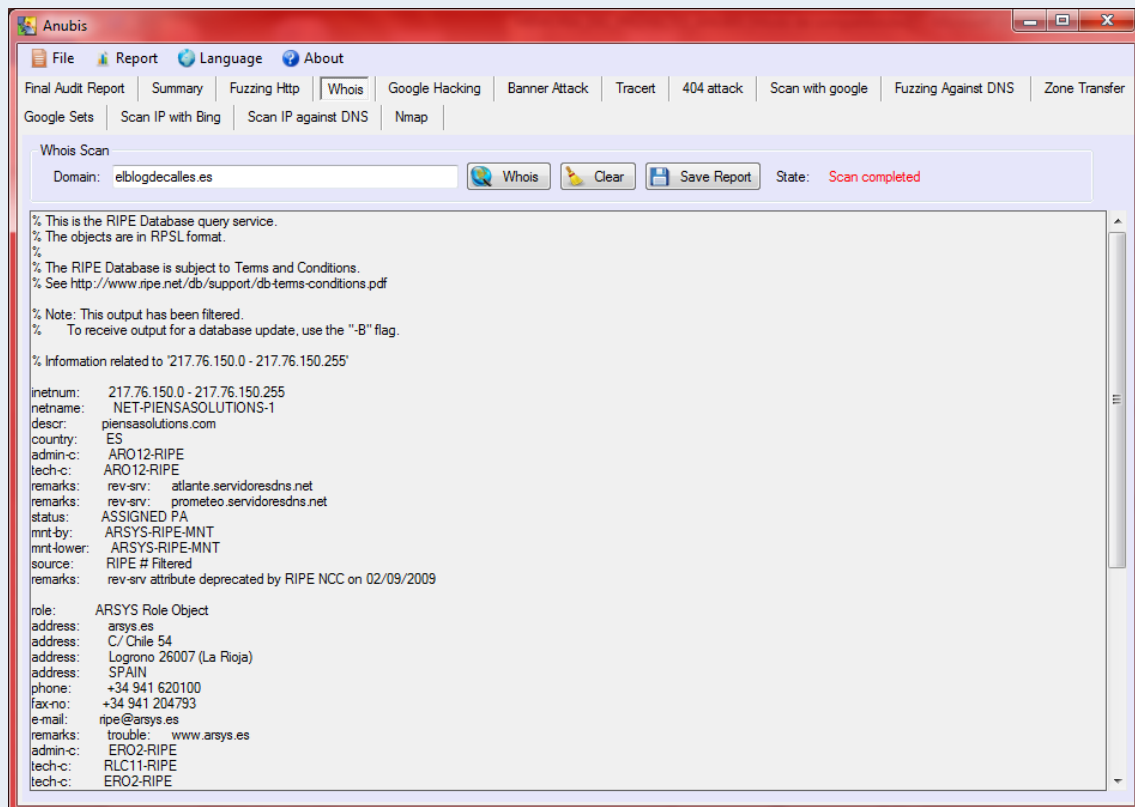 Anubis
File Report Language About
Final Audit Report Summary Fuzzing Http Whois Google Hacking Banner Attack Tracert 404 attack Scan with google Fuzzing Against DNS Zone Transfer
Google Sets Scan IP with Bing Scan IP against DNS Nmap
Whois Scan
Domain: elblogdecalles.es Whois Clear Save Report State: Scan completed
% This is the RIPE Database query service.
% The objects are in RPSL format.
%
% The RIPE Database is subject to Terms and Conditions.
% See http://www.ripe.net/db/support/db-terms-conditions.pdf
% Note: This output has been filtered.
% To receive output for a database update, use the "-B" flag.
% Information related to '217.76.150.0 - 217.76.150.255'
inetnum: 217.76.150.0 - 217.76.150.255
netname: NET-PIENSASOLUTIONS-1
descr: piensasolutions.com
country: ES
admin-c: ARO12-RIPE
tech-c: ARO12-RIPE
remarks: rev-srv: atlante.servidoresdns.net
remarks: rev-srv: prometeo.servidoresdns.net
status: ASSIGNED PA
mnt-by: ARSYS-RIPE-MNT
mnt-lower: ARSYS-RIPE-MNT
source: RIPE # Filtered
remarks: rev-srv attribute deprecated by RIPE NCC on 02/09/2009
role: ARSYS Role Object
address: arsys.es
address: C/ Chile 54
address: Logrono 26007 (La Rioja)
address: SPAIN
phone: +34 941 620100
fax-no: +34 941 204793
e-mail: ripe@arsys.es
remarks: trouble: www.arsys.es
admin-c: ERO2-RIPE
tech-c: RLC11-RIPE
tech-c: ERO2-RIPE